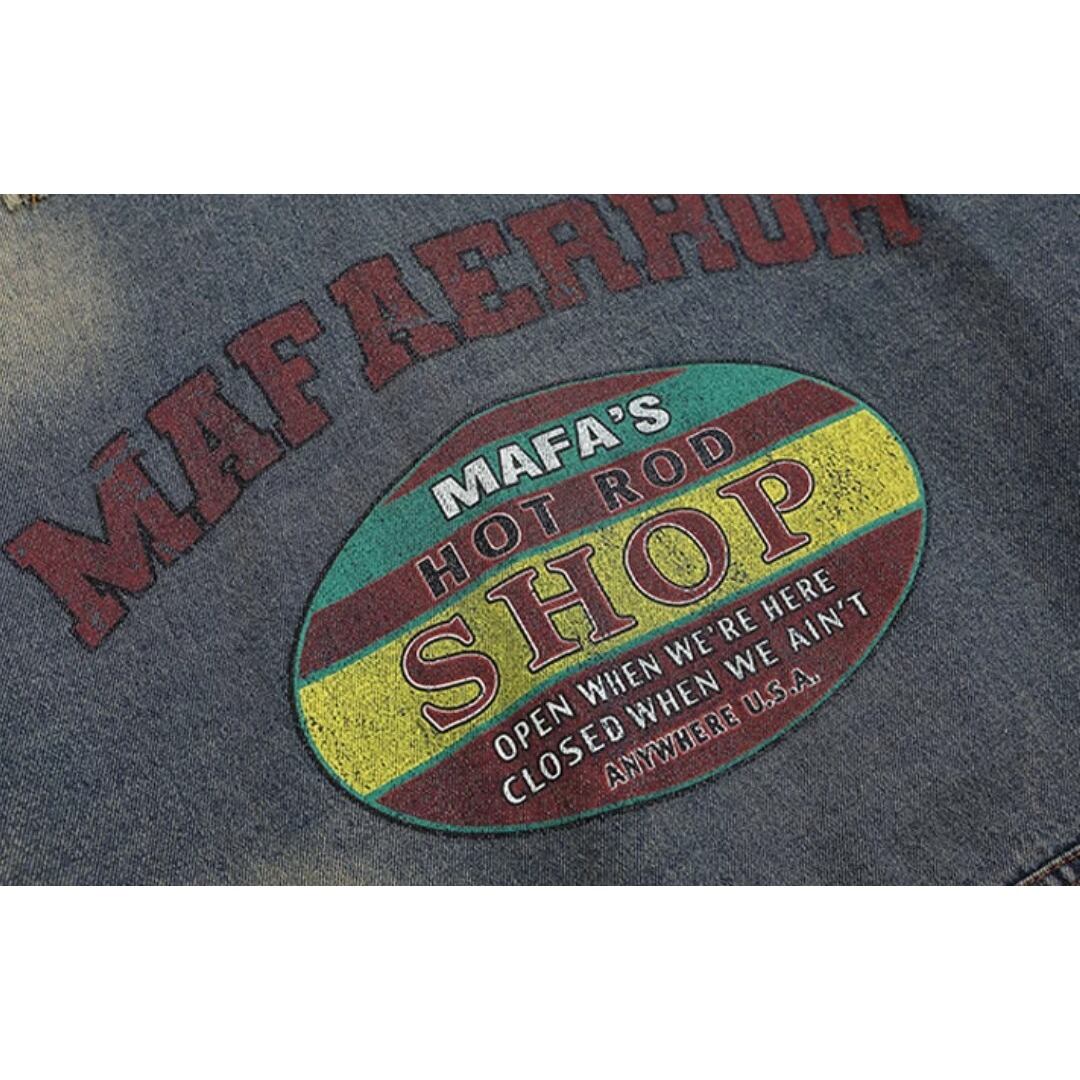 MAFAERROR
MAFA'S
HOT ROD
SHOP
OPEN WHEN WE'RE HERE
CLOSED WHEN WE AIN'T
ANYWHERE U.S.A.